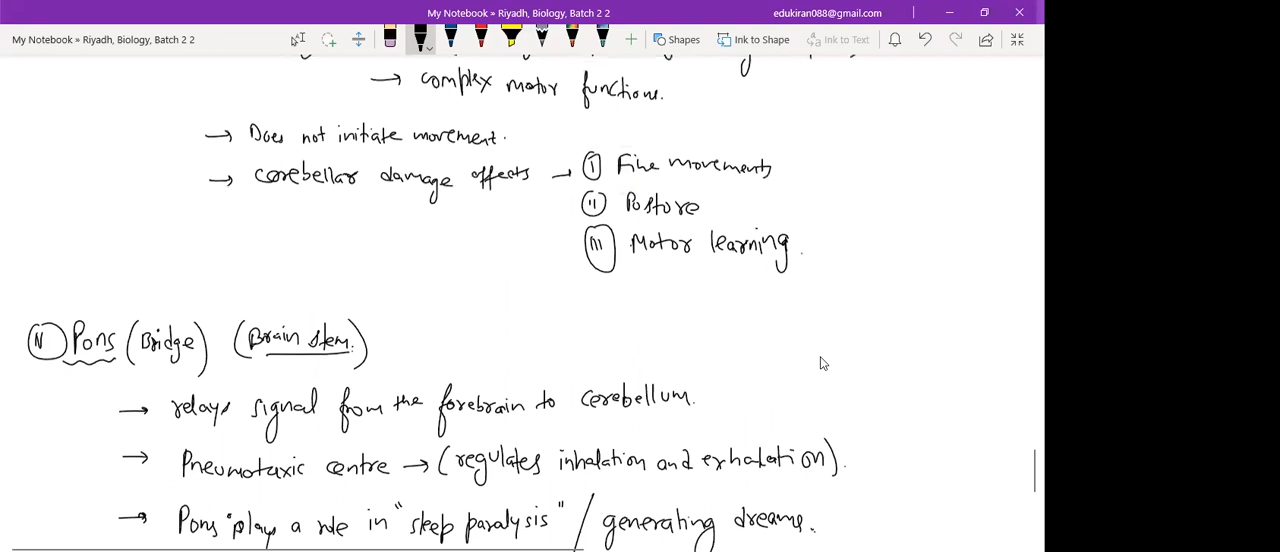 My Notebook » Riyadh, Biology, Batch 2 2
edukiran088@gmail.com
My Notebook » Riyadh, Biology, Batch 2 2
Shapes
Ink to Shape
Ink to Text
→ complex motor functions.
→ Does not initiate movement.
→ Cerebellar damage effects → (I) Fine movements
(II) Posture
(III) Motor learning.
(IV) Pons (Bridge) (Brain stem.)
→ relays signal from the forebrain to cerebellum.
→ Pneumotaxic centre → (regulates inhalation and exhalation).
→ Pons play a role in "sleep paralysis" / generating dreams.